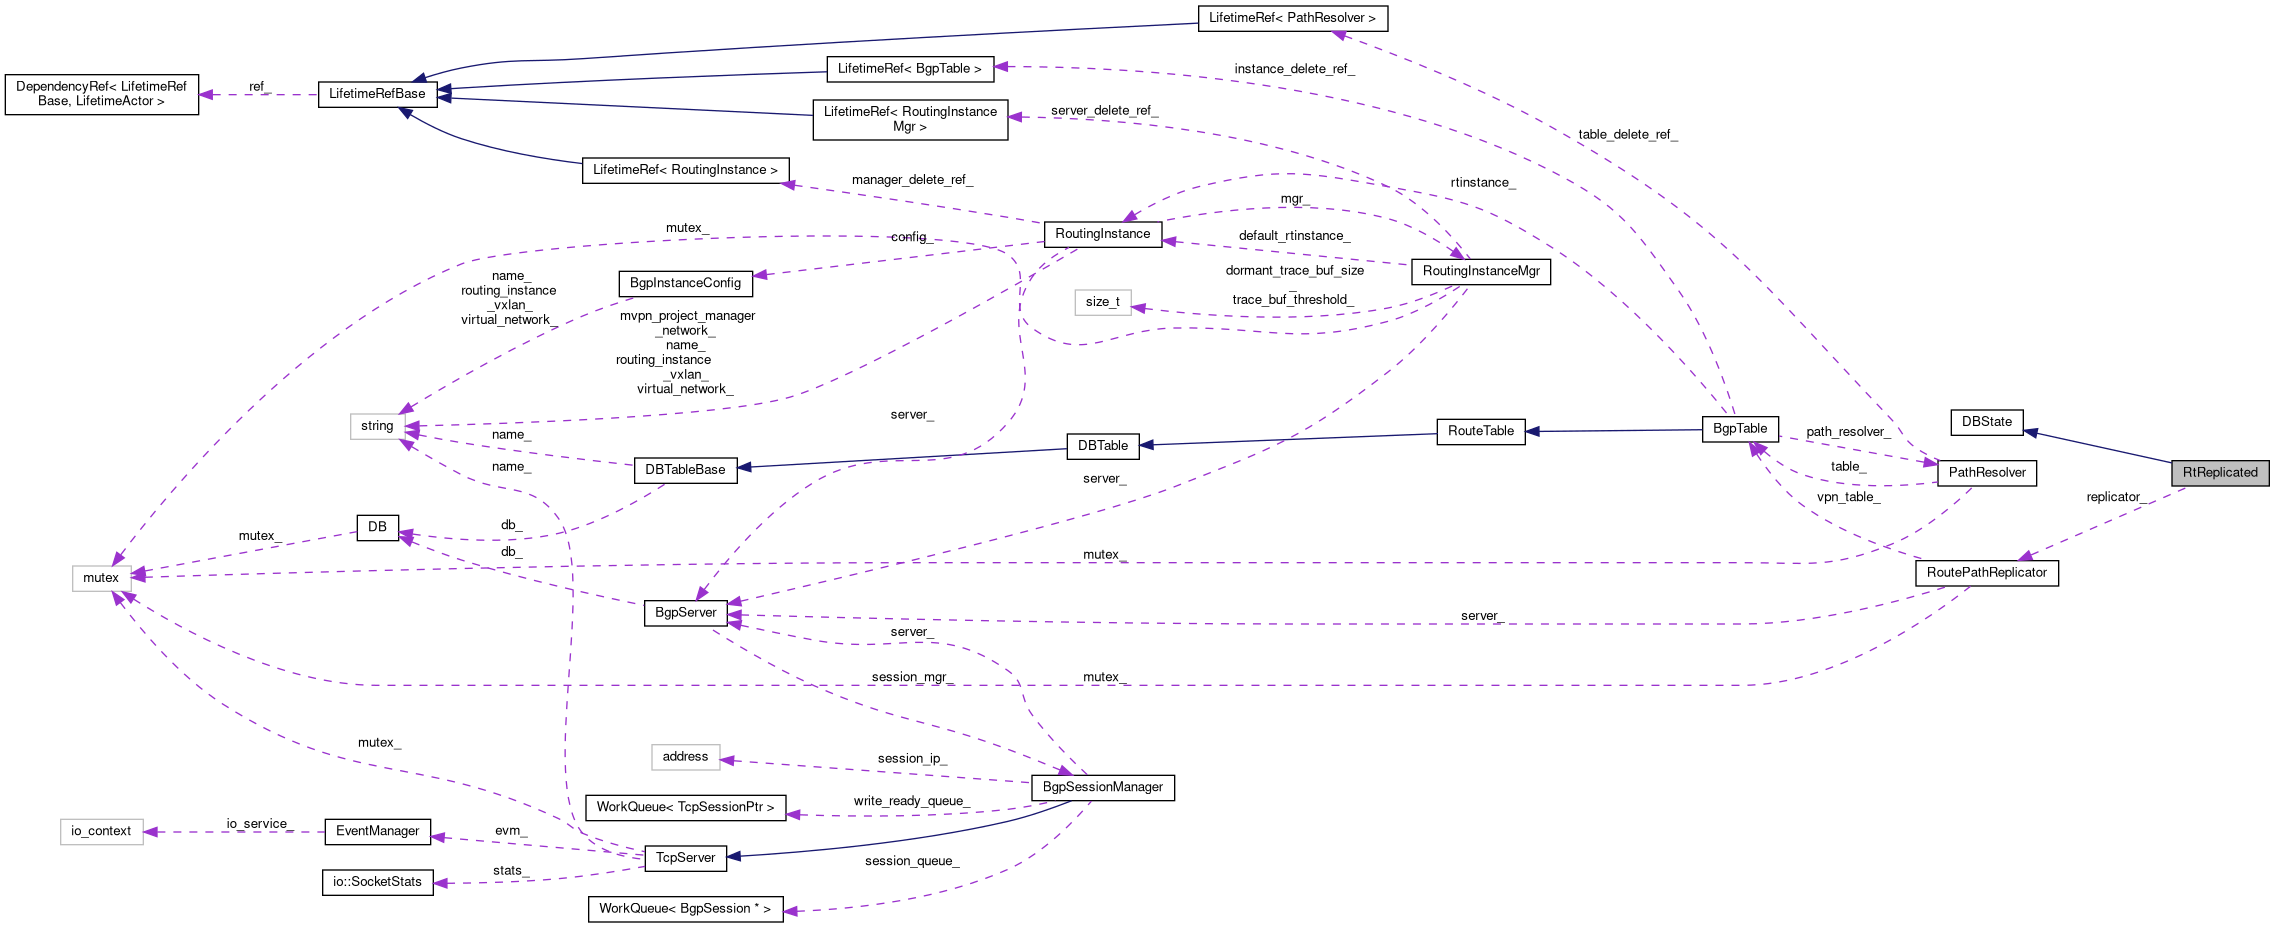 LifetimeRef< PathResolver >
DependencyRef< LifetimeRef
Base, LifetimeActor >
ref_
LifetimeRefBase
LifetimeRef< BgpTable >
instance_delete_ref_
LifetimeRef< RoutingInstance
Mgr >
server_delete_ref_
table_delete_ref_
LifetimeRef< RoutingInstance >
manager_delete_ref_
rtinstance_
mgr_
mutex_
config_
RoutingInstance
default_rtinstance_
RoutingInstanceMgr
name_
routing_instance
_vxlan_
virtual_network_
BgpInstanceConfig
dormant_trace_buf_size
_
trace_buf_threshold_
size_t
mvpn_project_manager
_network_
name_
routing_instance
_vxlan_
virtual_network_
string
server_
name_
name_
DBTableBase
DBTable
RouteTable
BgpTable
path_resolver_
table_
vpn_table_
PathResolver
DBState
RtReplicated
replicator_
server_
DB
db_
db_
mutex_
mutex
mutex_
RoutePathReplicator
BgpServer
server_
server_
session_mgr_
mutex_
mutex_
address
session_ip_
BgpSessionManager
WorkQueue< TcpSessionPtr >
write_ready_queue_
io_context
io_service_
EventManager
evm_
TcpServer
session_queue_
io::SocketStats
stats_
WorkQueue< BgpSession * >